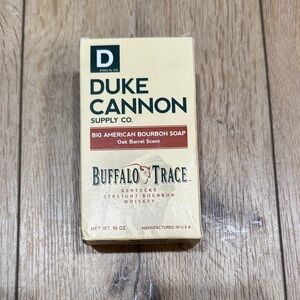 D
DUKE
CANNON
SUPPLY CO.
BIG AMERICAN BOURBON SOAP
Oak Barrel Scent
BUFFALO TRACE
KENTUCKY
STRAIGHT BOURBON
WHISKEY
NET WT. 10 OZ
MANUFACTURED IN U.S.A.